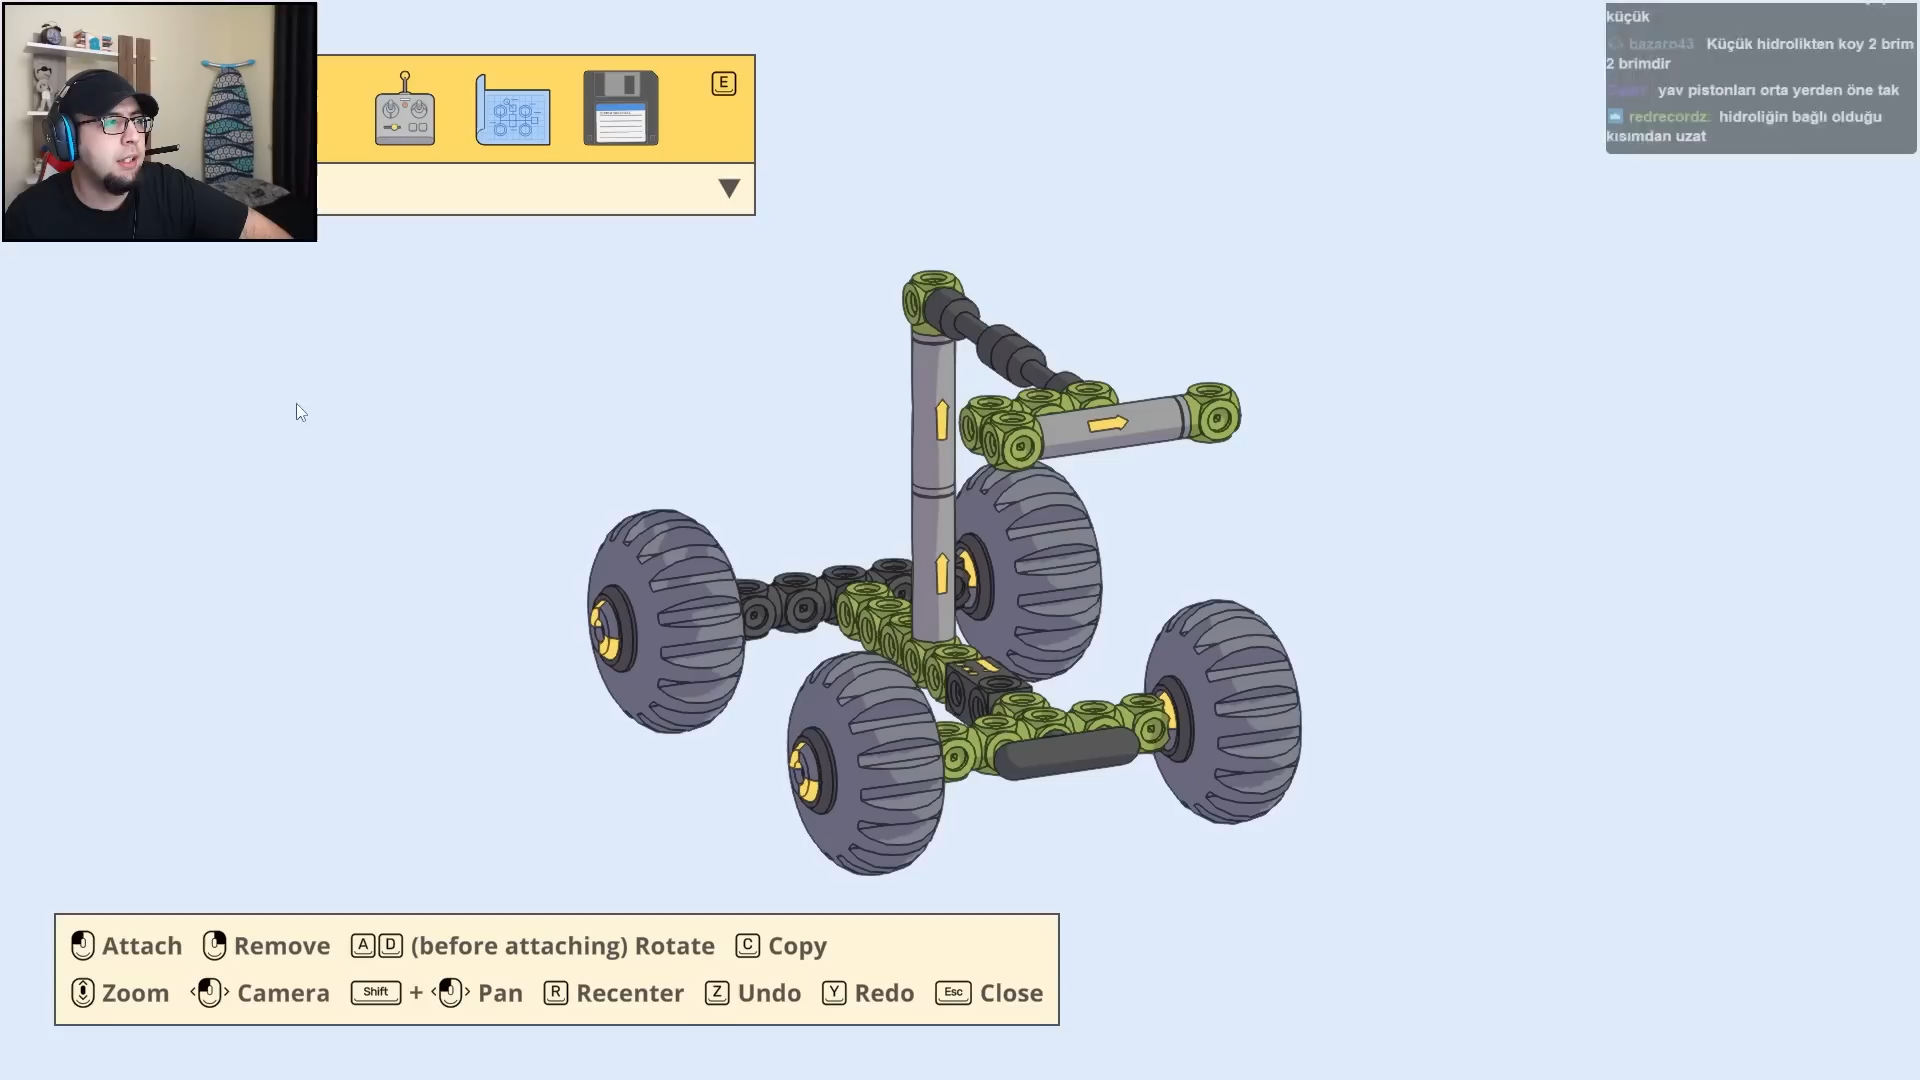 küçük
bazaro43 Küçük hidrolikten koy 2 brim
2 brimdir
yav pistonları orta yerden öne tak
redrecordz: hidroliğin bağlı olduğu
kısımdan uzat
E
Attach Remove A D (before attaching) Rotate C Copy
Zoom Camera Shift + Pan R Recenter Z Undo Y Redo Esc Close